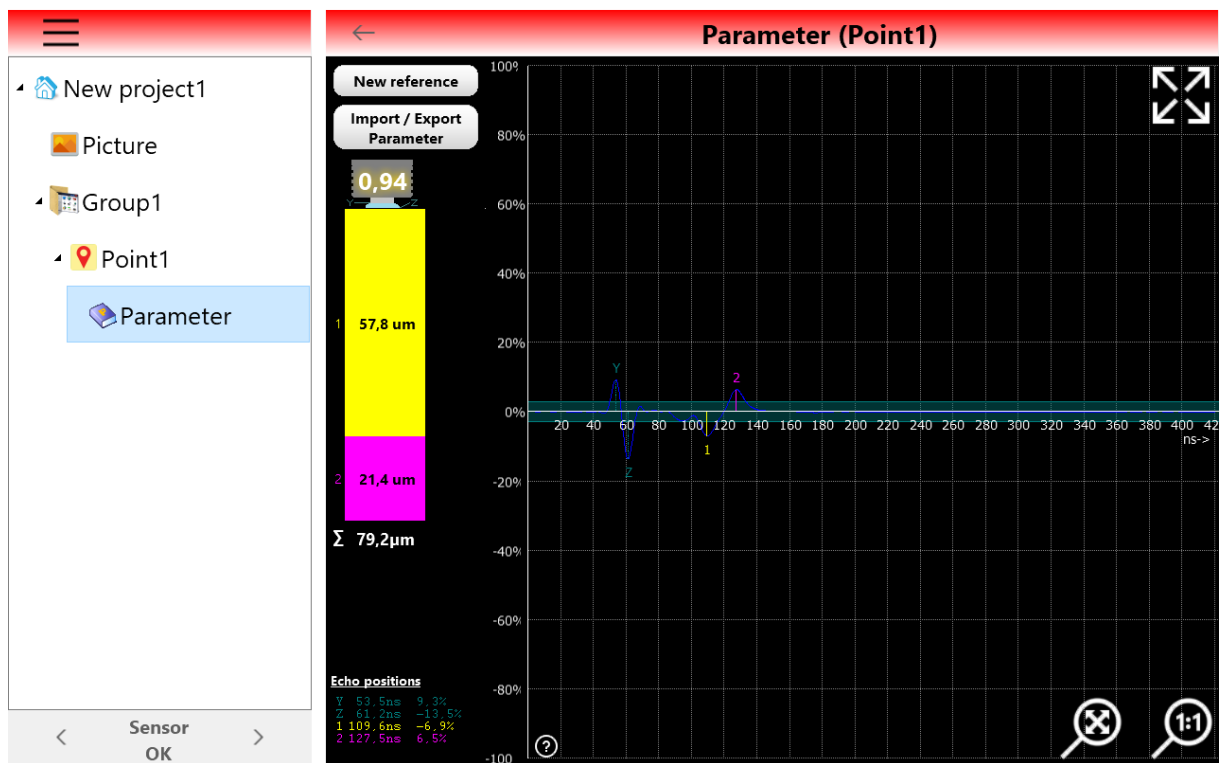 Parameter (Point1)
New project1
Picture
Group1
Point1
Parameter
Sensor
OK
New reference
Import / Export
Parameter
0,94
Y Z
1 57,8 um
2 21,4 um
Σ 79,2µm
Echo positions
Y 53,5ns 9,3%
Z 61,2ns -13,5%
1 109,6ns -6,9%
2 127,5ns 6,5%
100%
80%
60%
40%
20%
0%
-20%
-40%
-60%
-80%
-100
Y
Z
1
2
20 40 60 80 100 120 140 160 180 200 220 240 260 280 300 320 340 360 380 400 42
ns->
?
1:1